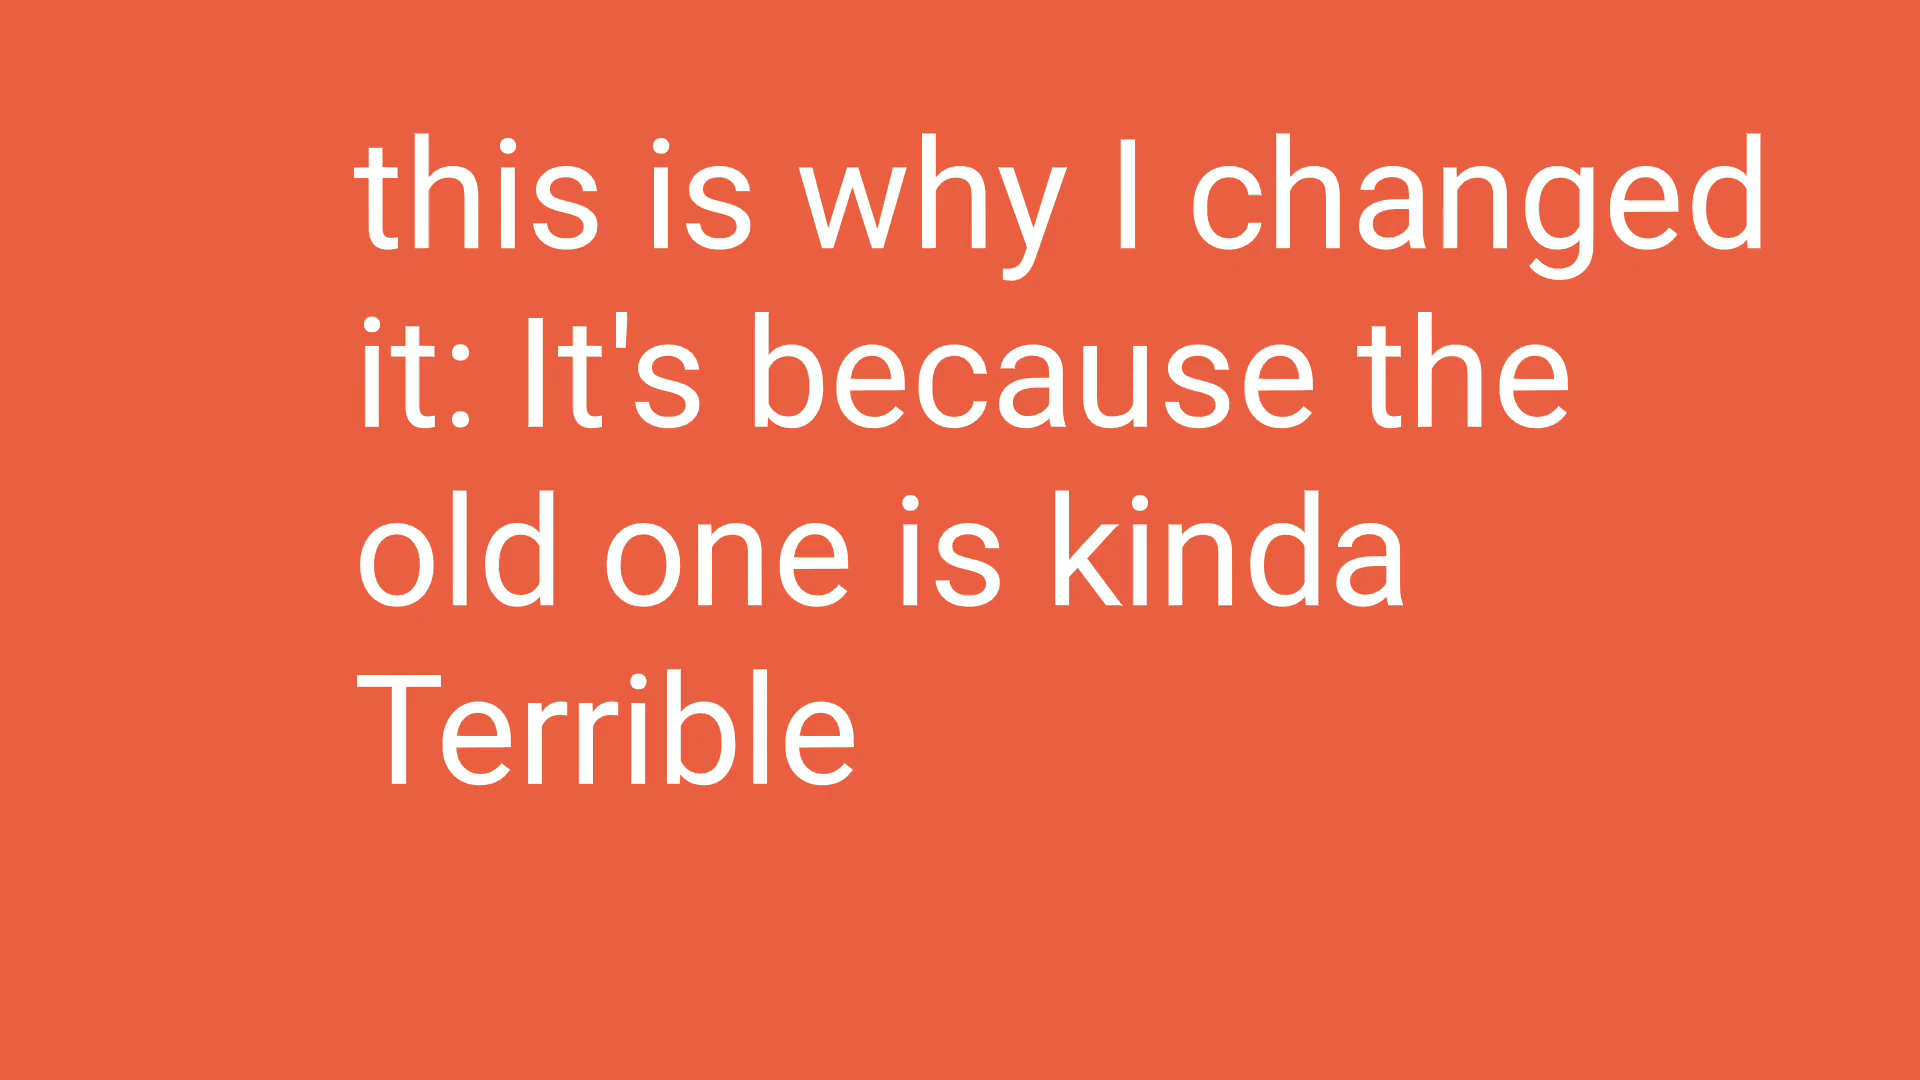 this is why I changed
it: It's because the
old one is kinda
Terrible